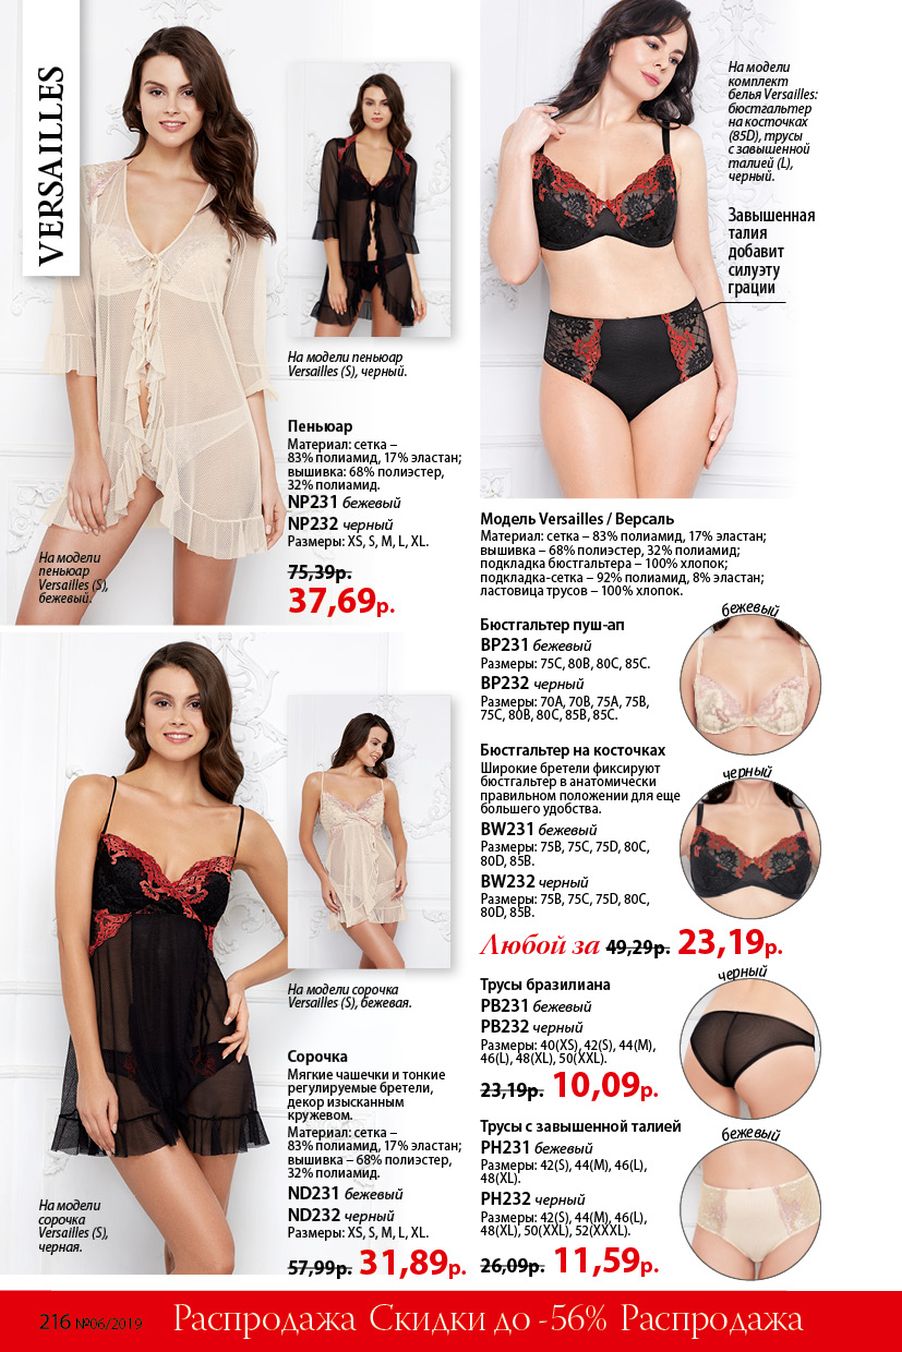 VERSAILLES
На модели пеньюар
Versailles (S), черный.
Пеньюар
Материал: сетка –
83% полиамид, 17% эластан;
вышивка: 68% полиэстер,
32% полиамид.
NP231 бежевый
NP232 черный
Размеры: XS, S, M, L, XL.
75,39р.
37,69р.
На модели
пеньюар
Versailles (S),
бежевый.
На модели
комплект
белья Versailles:
бюстгальтер
на косточках
(85D), трусы
с завышенной
талией (L),
черный.
Завышенная
талия
добавит
силуэту
грации
Модель Versailles / Версаль
Материал: сетка – 83% полиамид, 17% эластан;
вышивка – 68% полиэстер, 32% полиамид;
подкладка бюстгальтера – 100% хлопок;
подкладка-сетка – 92% полиамид, 8% эластан;
ластовица трусов – 100% хлопок.
Бюстгальтер пуш-ап
BP231 бежевый
Размеры: 75C, 80B, 80C, 85C.
BP232 черный
Размеры: 70A, 70B, 75A, 75B,
75C, 80B, 80C, 85B, 85C.
бежевый
Бюстгальтер на косточках
Широкие бретели фиксируют
бюстгальтер в анатомически
правильном положении для еще
большего удобства.
BW231 бежевый
Размеры: 75B, 75C, 75D, 80C,
80D, 85B.
BW232 черный
Размеры: 75B, 75C, 75D, 80C,
80D, 85B.
черный
Любой за 49,29р. 23,19р.
Трусы бразилиана
PB231 бежевый
PB232 черный
Размеры: 40(XS), 42(S), 44(M),
46(L), 48(XL), 50(XXL).
23,19р. 10,09р.
черный
Трусы с завышенной талией
PH231 бежевый
Размеры: 42(S), 44(M), 46(L),
48(XL).
PH232 черный
Размеры: 42(S), 44(M), 46(L),
48(XL), 50(XXL), 52(XXXL).
26,09р. 11,59р.
бежевый
На модели сорочка
Versailles (S), бежевая.
Сорочка
Мягкие чашечки и тонкие
регулируемые бретели,
декор изысканным
кружевом.
Материал: сетка –
83% полиамид, 17% эластан;
вышивка – 68% полиэстер,
32% полиамид.
ND231 бежевый
ND232 черный
Размеры: XS, S, M, L, XL.
57,99р. 31,89р.
На модели
сорочка
Versailles (S),
черная.
216 №06/2019
Распродажа Скидки до -56% Распродажа